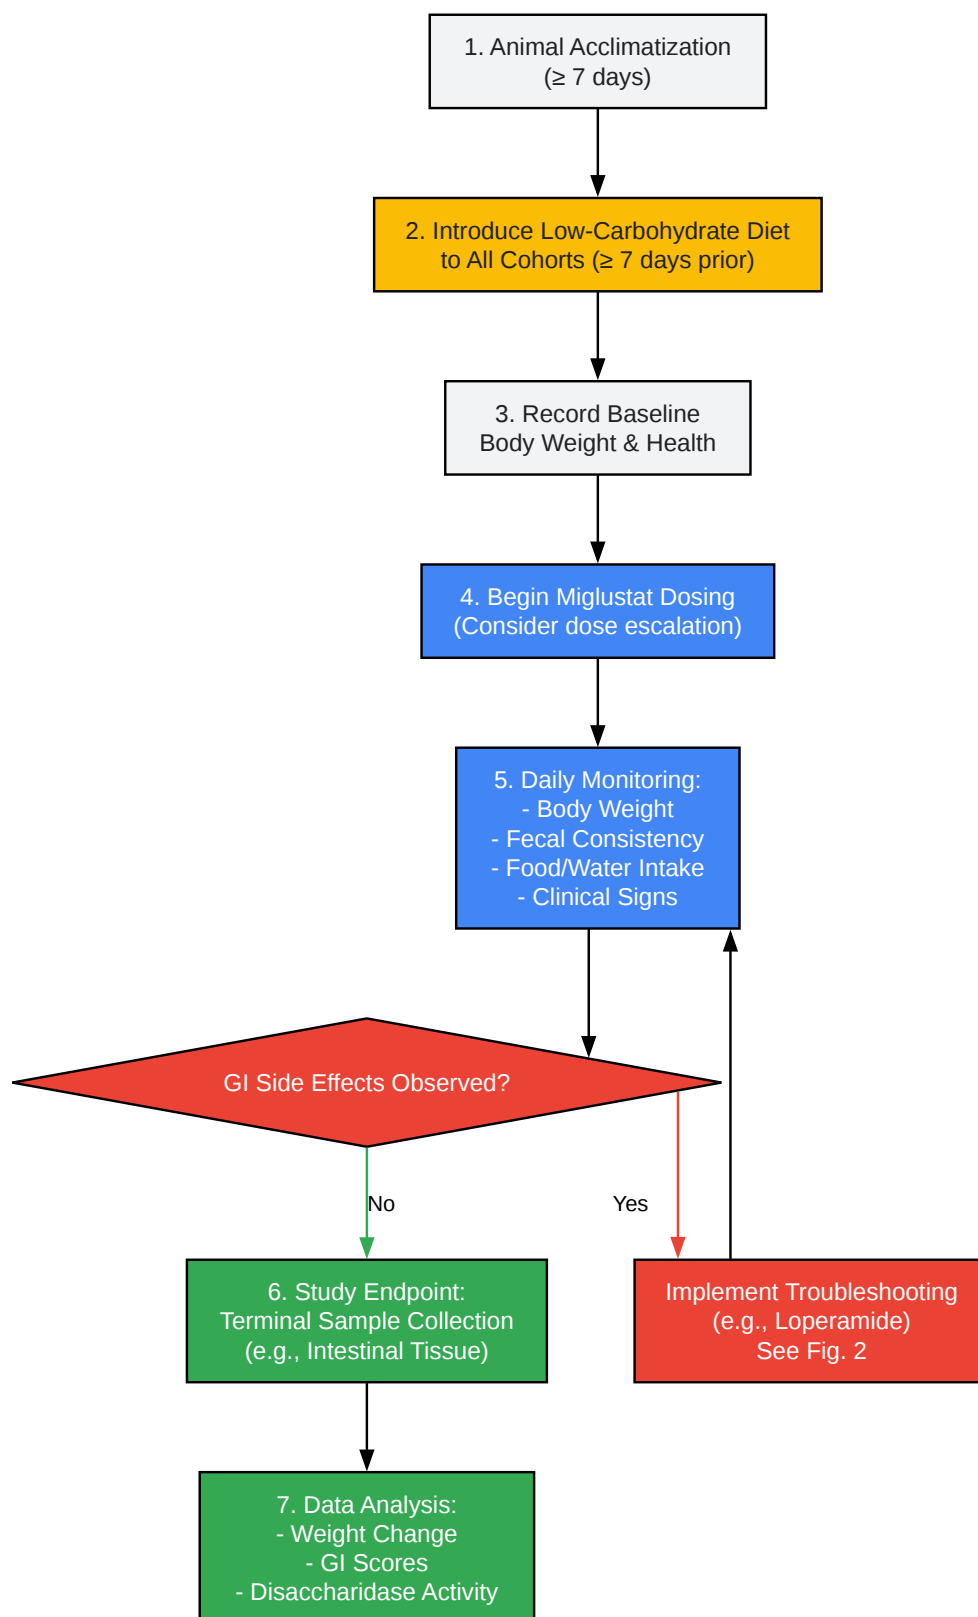 1. Animal Acclimatization
(≥ 7 days)
2. Introduce Low-Carbohydrate Diet
to All Cohorts (≥ 7 days prior)
3. Record Baseline
Body Weight & Health
4. Begin Miglustat Dosing
(Consider dose escalation)
5. Daily Monitoring:
- Body Weight
- Fecal Consistency
- Food/Water Intake
- Clinical Signs
GI Side Effects Observed?
No
Yes
6. Study Endpoint:
Terminal Sample Collection
(e.g., Intestinal Tissue)
Implement Troubleshooting
(e.g., Loperamide)
See Fig. 2
7. Data Analysis:
- Weight Change
- GI Scores
- Disaccharidase Activity